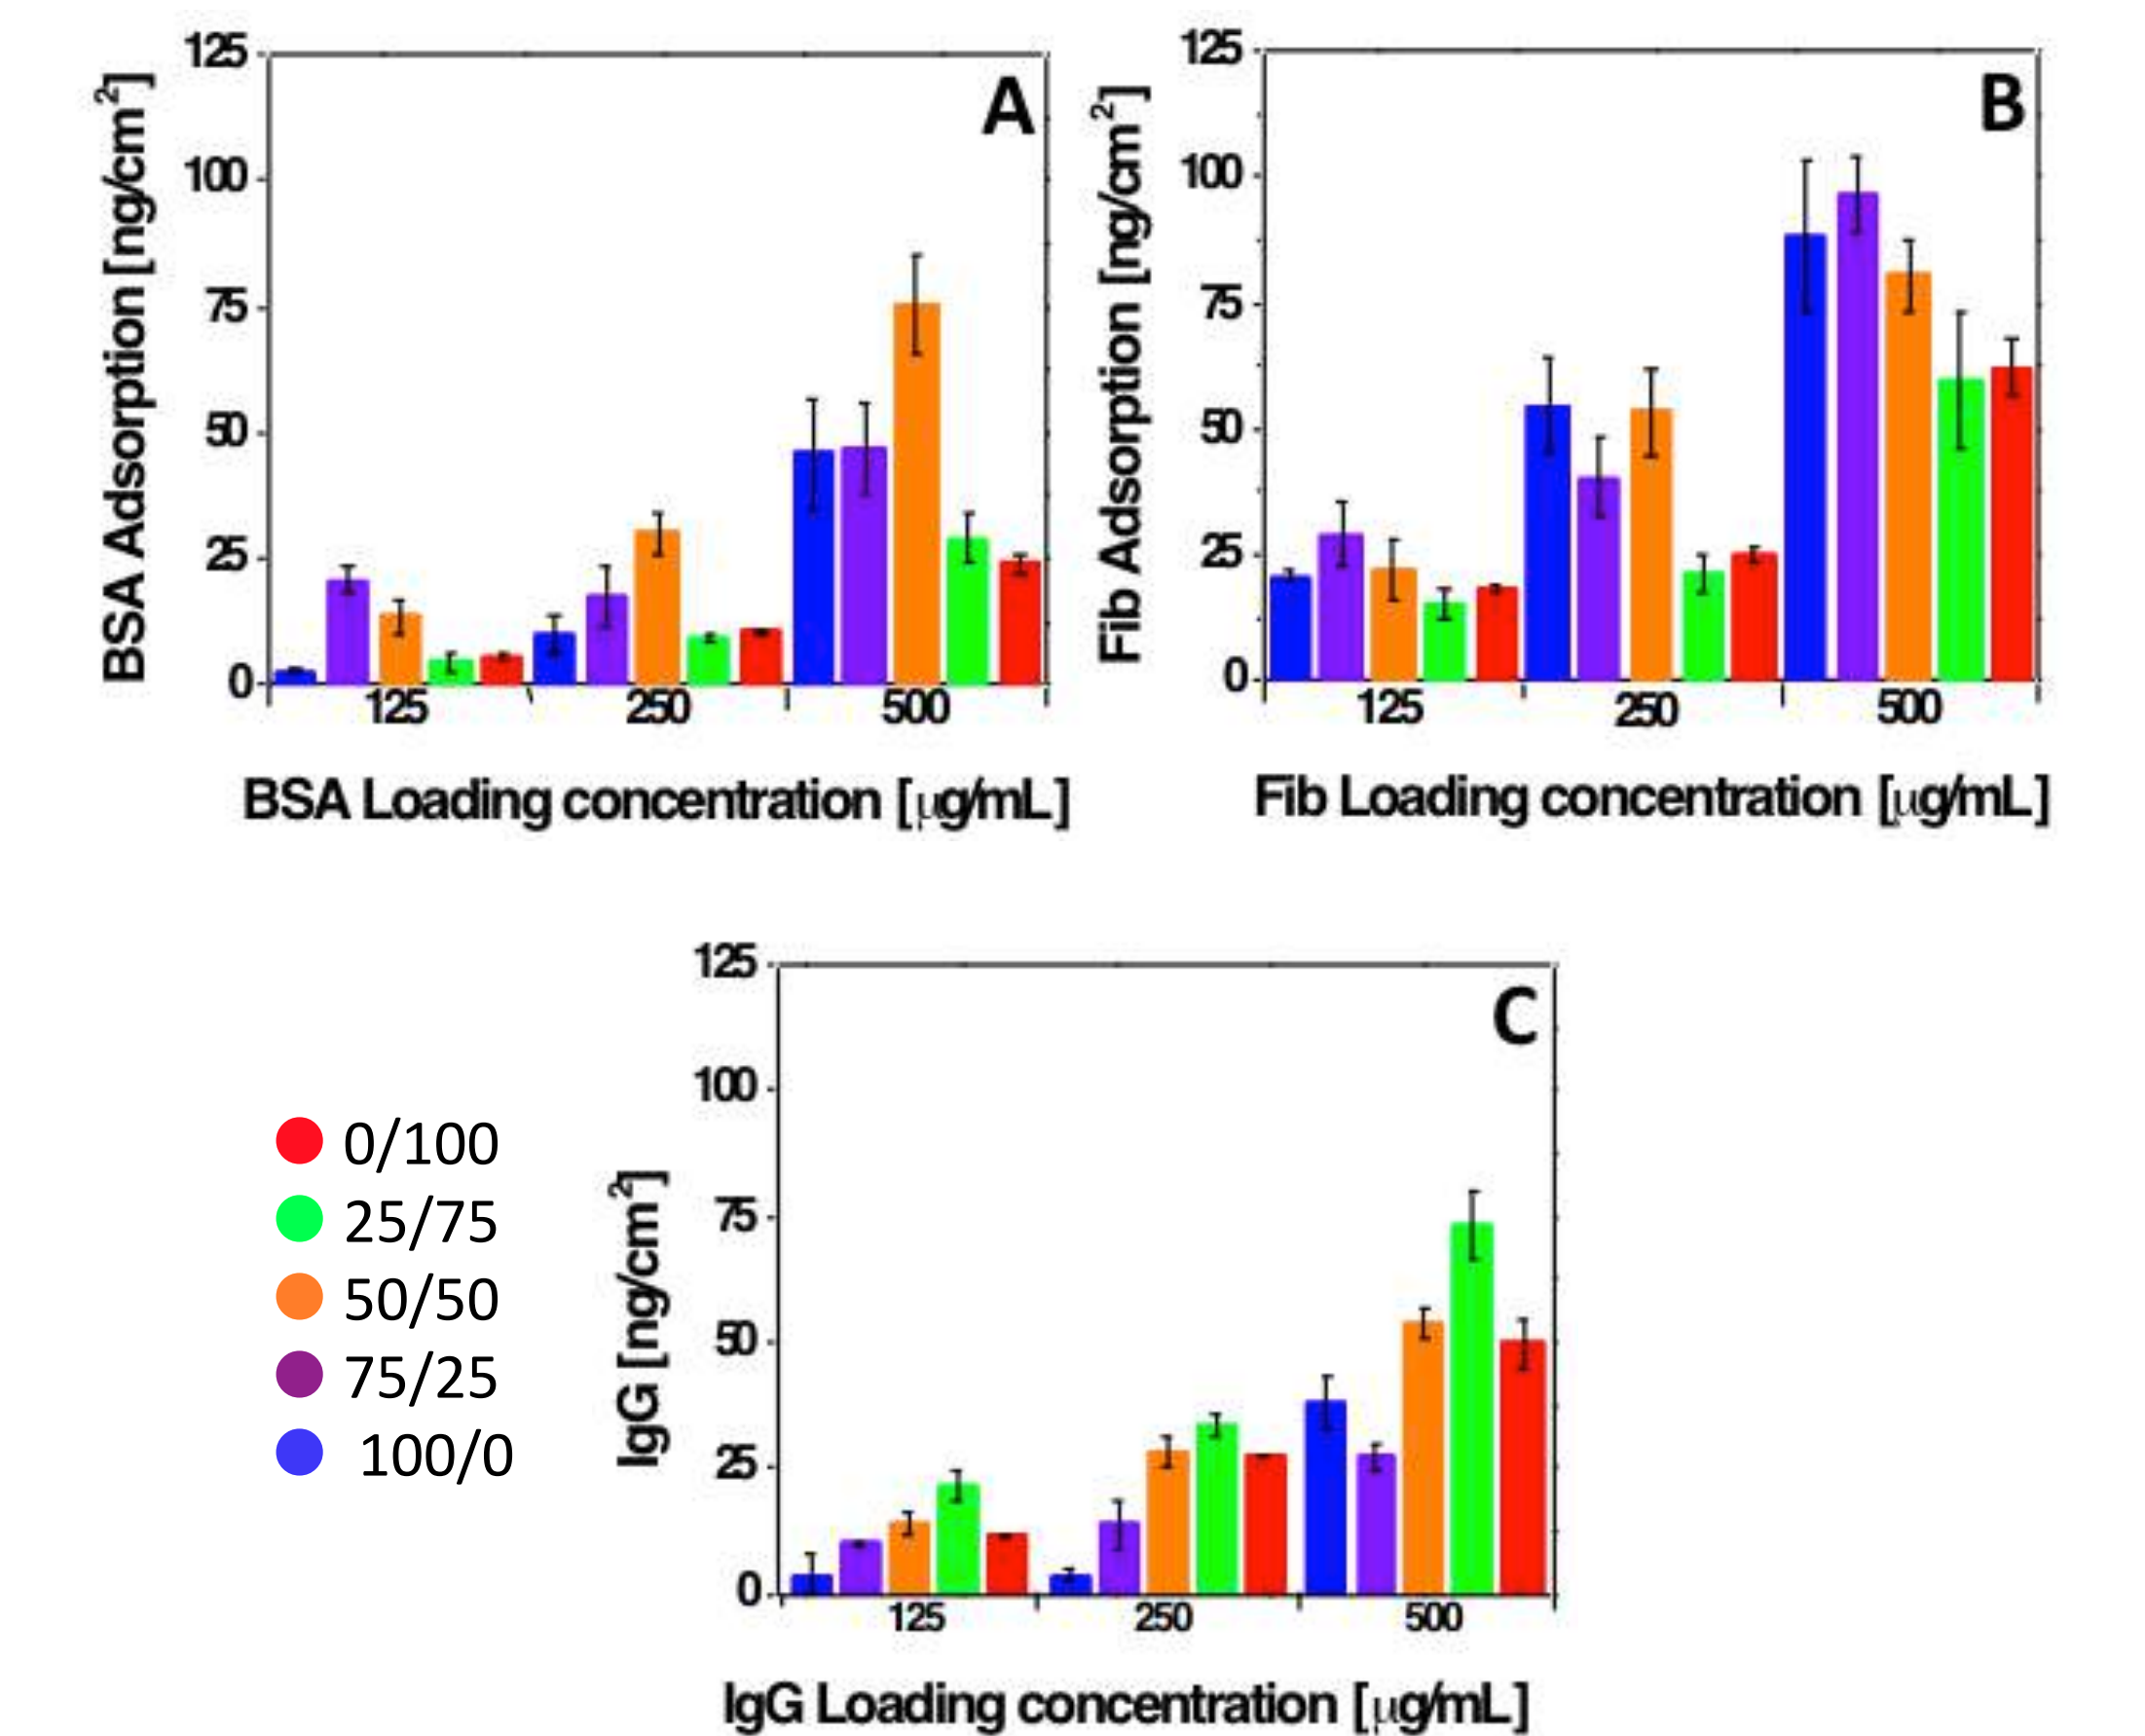 A
BSA Adsorption [ng/cm²]
125
100
75
50
25
0
125 250 500
BSA Loading concentration [µg/mL]
B
Fib Adsorption [ng/cm²]
125
100
75
50
25
0
125 250 500
Fib Loading concentration [µg/mL]
0/100
25/75
50/50
75/25
100/0
C
IgG [ng/cm²]
125
100
75
50
25
0
125 250 500
IgG Loading concentration [µg/mL]